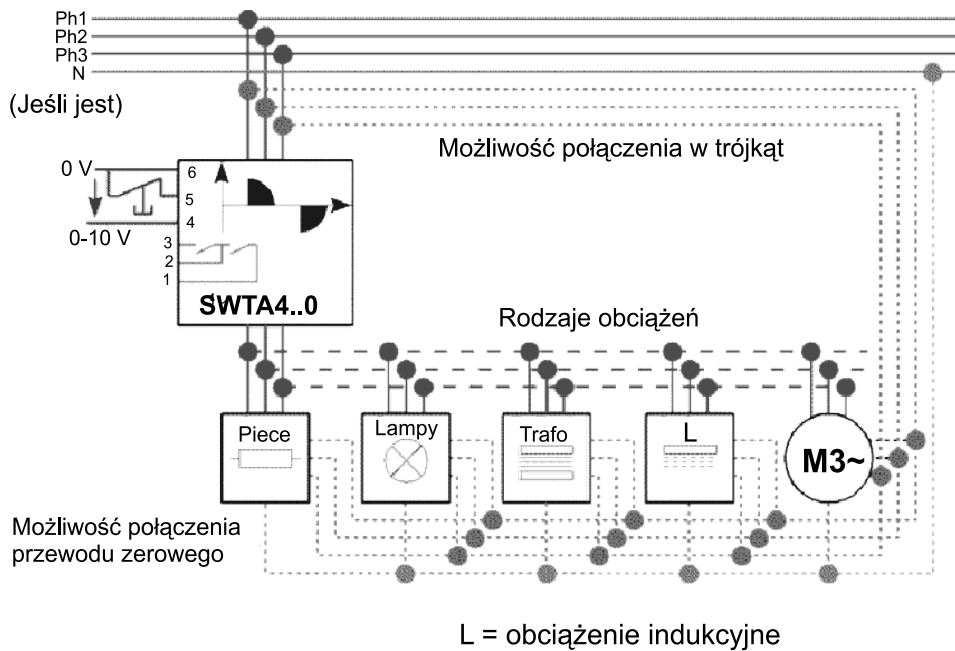 Ph1
Ph2
Ph3
N
(Jeśli jest)
Możliwość połączenia w trójkąt
0 V
6
5
4
0-10 V
3
2
1
SWTA4..0
Rodzaje obciążeń
Piece
Lampy
Trafo
L
M3~
Możliwość połączenia
przewodu zerowego
L = obciążenie indukcyjne